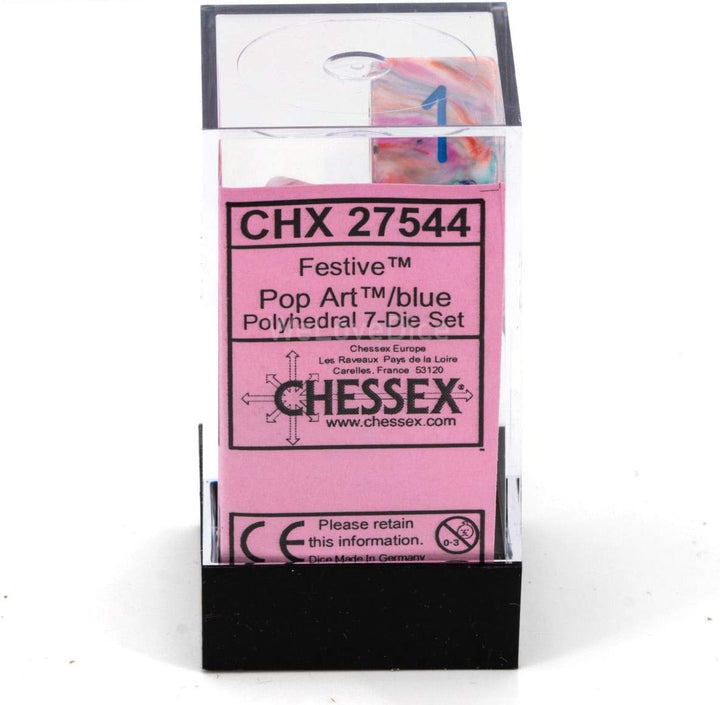 1
CHX 27544
Festive™
Pop Art™/blue
Polyhedral 7-Die Set
WeLoveDice
Chessex Europe
Les Raveaux Pays de la Loire
Carelles, France 53120
CHESSEX®
www.chessex.com
CE
Please retain
this information.
0-3
Dice Made In Germany